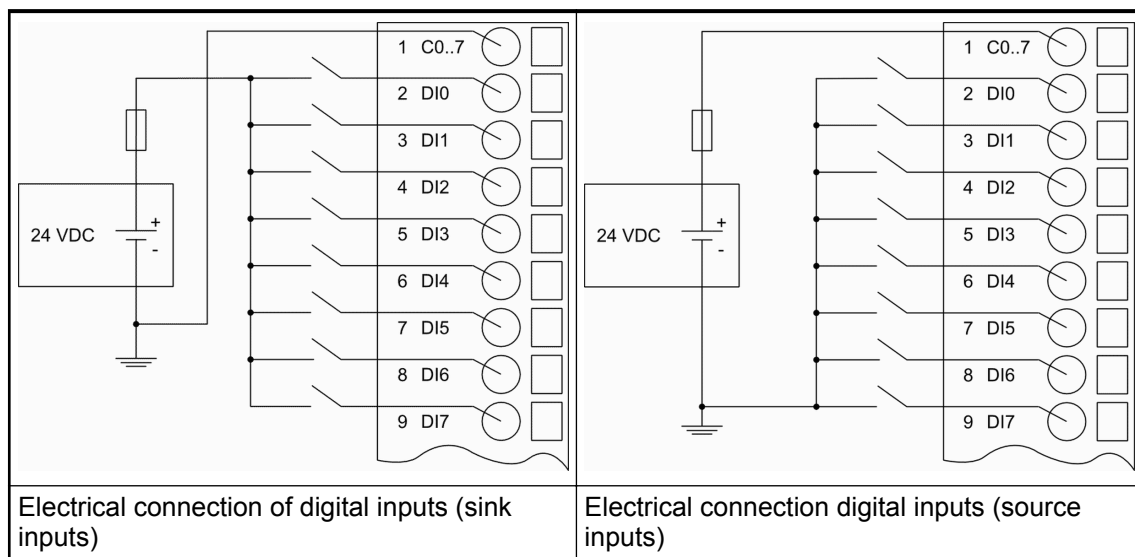 1 C0..7
2 DI0
3 DI1
4 DI2
5 DI3
6 DI4
7 DI5
8 DI6
9 DI7
24 VDC
+
-
Electrical connection of digital inputs (sink
inputs)
1 C0..7
2 DI0
3 DI1
4 DI2
5 DI3
6 DI4
7 DI5
8 DI6
9 DI7
24 VDC
+
-
Electrical connection digital inputs (source
inputs)